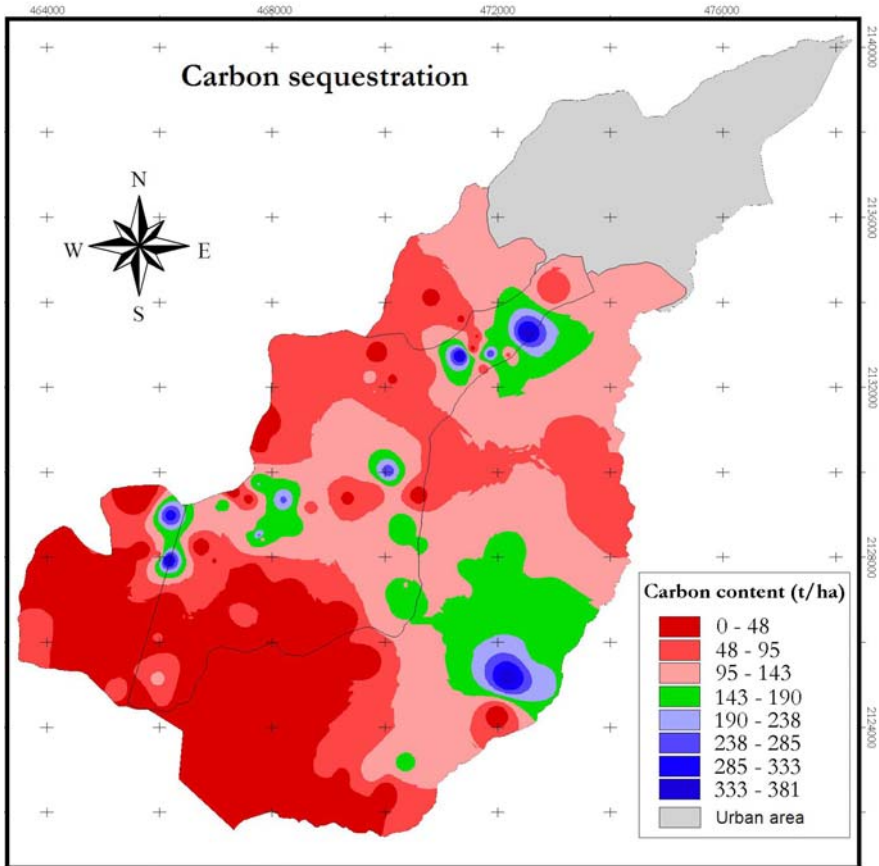 464000 468000 472000 476000
Carbon sequestration
N
W E
S
2140000
2136000
2132000
2128000
2124000
Carbon content (t/ha)
0 - 48
48 - 95
95 - 143
143 - 190
190 - 238
238 - 285
285 - 333
333 - 381
Urban area